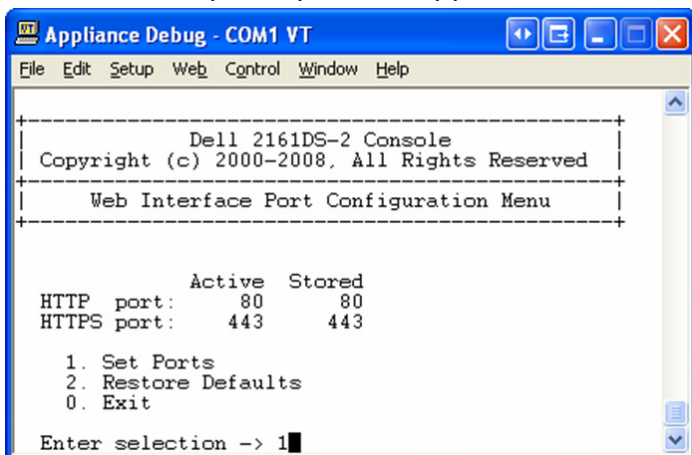 Appliance Debug - COM1 VT
File Edit Setup Web Control Window Help
Dell 2161DS-2 Console
Copyright (c) 2000-2008, All Rights Reserved
Web Interface Port Configuration Menu
Active Stored
HTTP port: 80 80
HTTPS port: 443 443
1. Set Ports
2. Restore Defaults
0. Exit
Enter selection -> 1